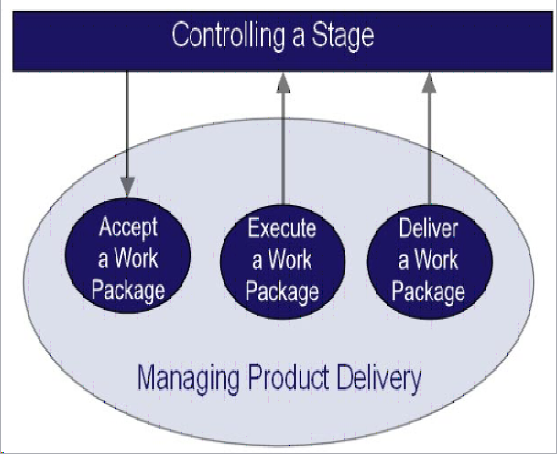 Controlling a Stage
Accept
a Work
Package
Execute
a Work
Package
Deliver
a Work
Package
Managing Product Delivery